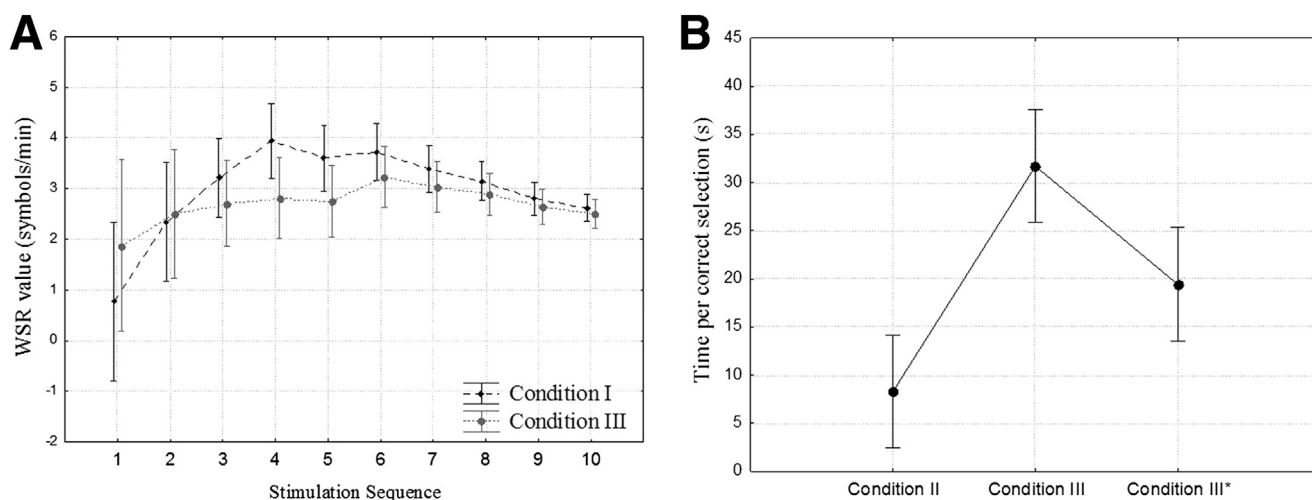 A
WSR value (symbols/min)
6
5
4
3
2
1
0
-1
-2
Condition I
Condition III
1 2 3 4 5 6 7 8 9 10
Stimulation Sequence
B
Time per correct selection (s)
45
40
35
30
25
20
15
10
5
0
Condition II Condition III Condition III*